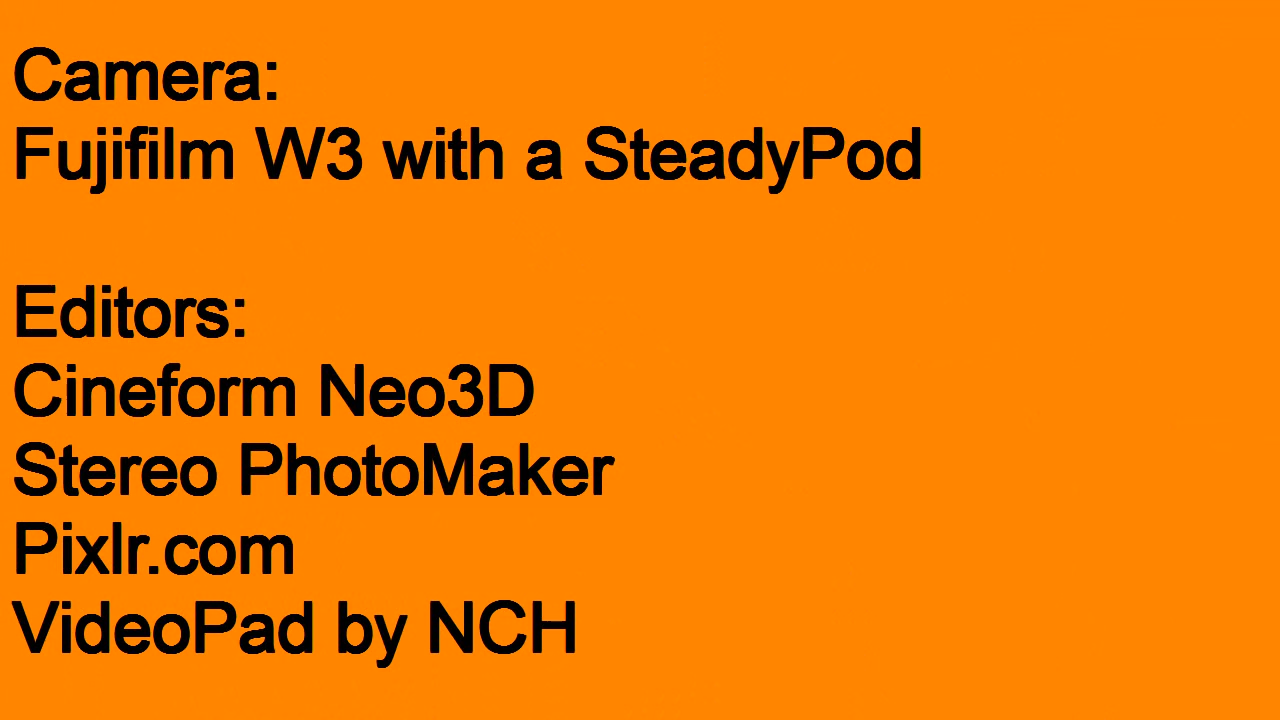 Camera:
Fujifilm W3 with a SteadyPod
Editors:
Cineform Neo3D
Stereo PhotoMaker
Pixlr.com
VideoPad by NCH